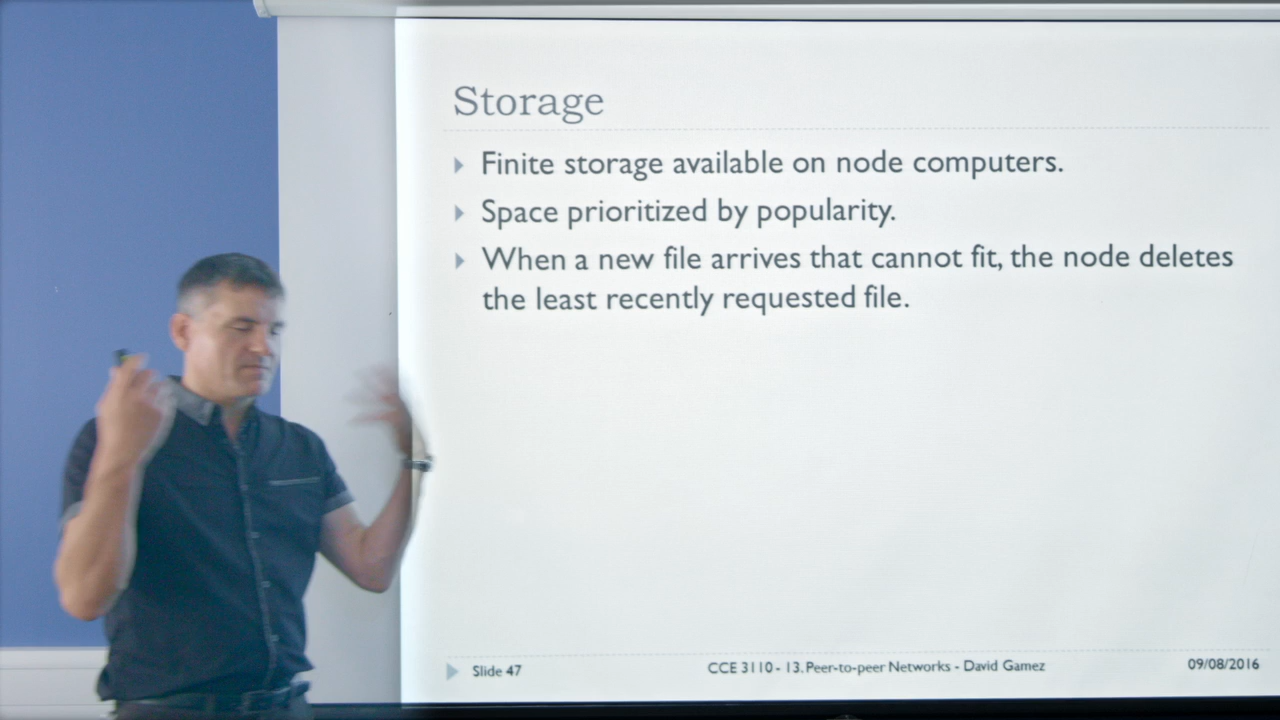 Storage
Finite storage available on node computers.
Space prioritized by popularity.
When a new file arrives that cannot fit, the node deletes
the least recently requested file.
Slide 47
CCE 3110 - 13. Peer-to-peer Networks - David Gamez
09/08/2016